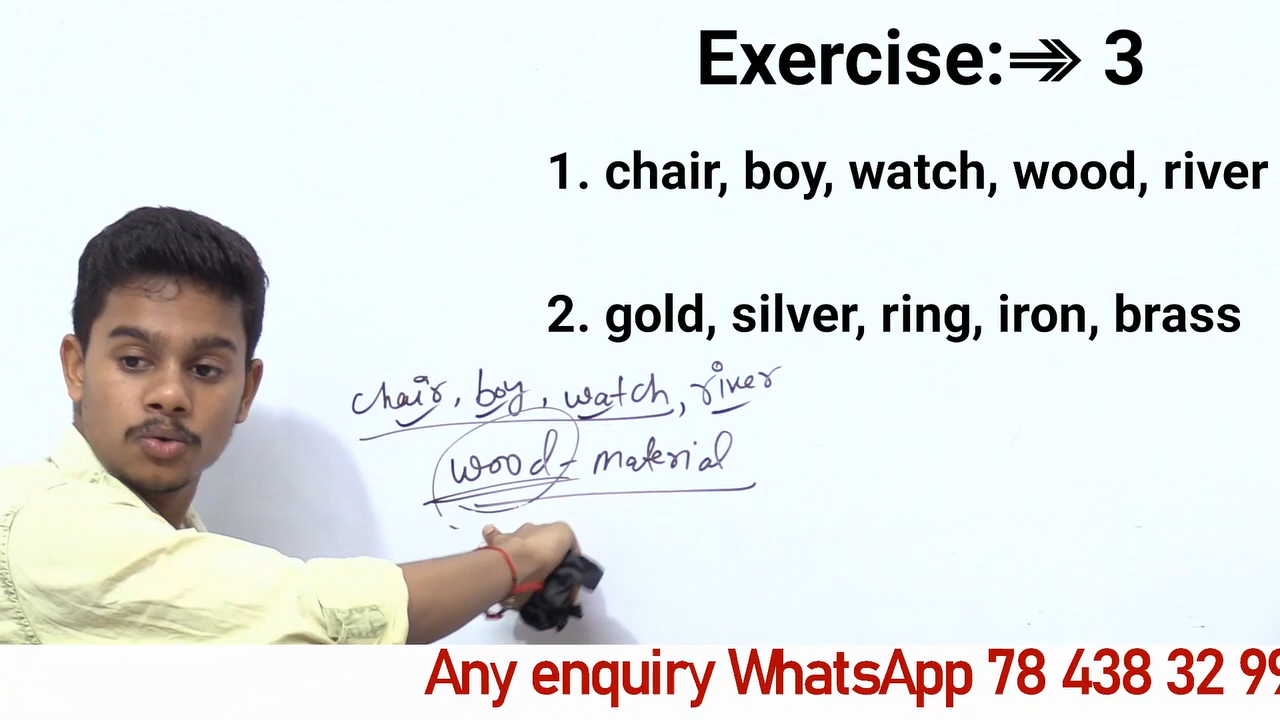 Exercise:⇛ 3
1. chair, boy, watch, wood, river
2. gold, silver, ring, iron, brass
chair, boy, watch, river
wood - material
Any enquiry WhatsApp 78 438 32 99